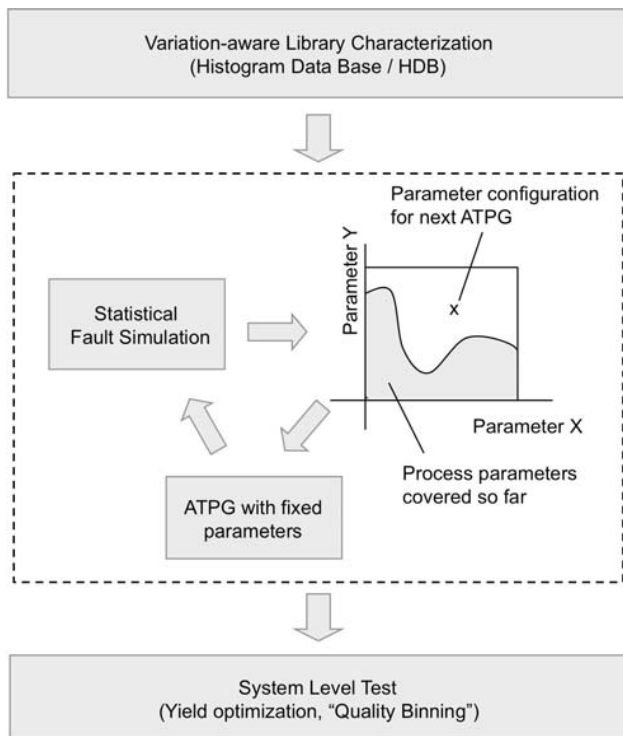 Variation-aware Library Characterization
(Histogram Data Base / HDB)
Parameter configuration
for next ATPG
Parameter Y
x
Statistical
Fault Simulation
Parameter X
Process parameters
covered so far
ATPG with fixed
parameters
System Level Test
(Yield optimization, “Quality Binning”)